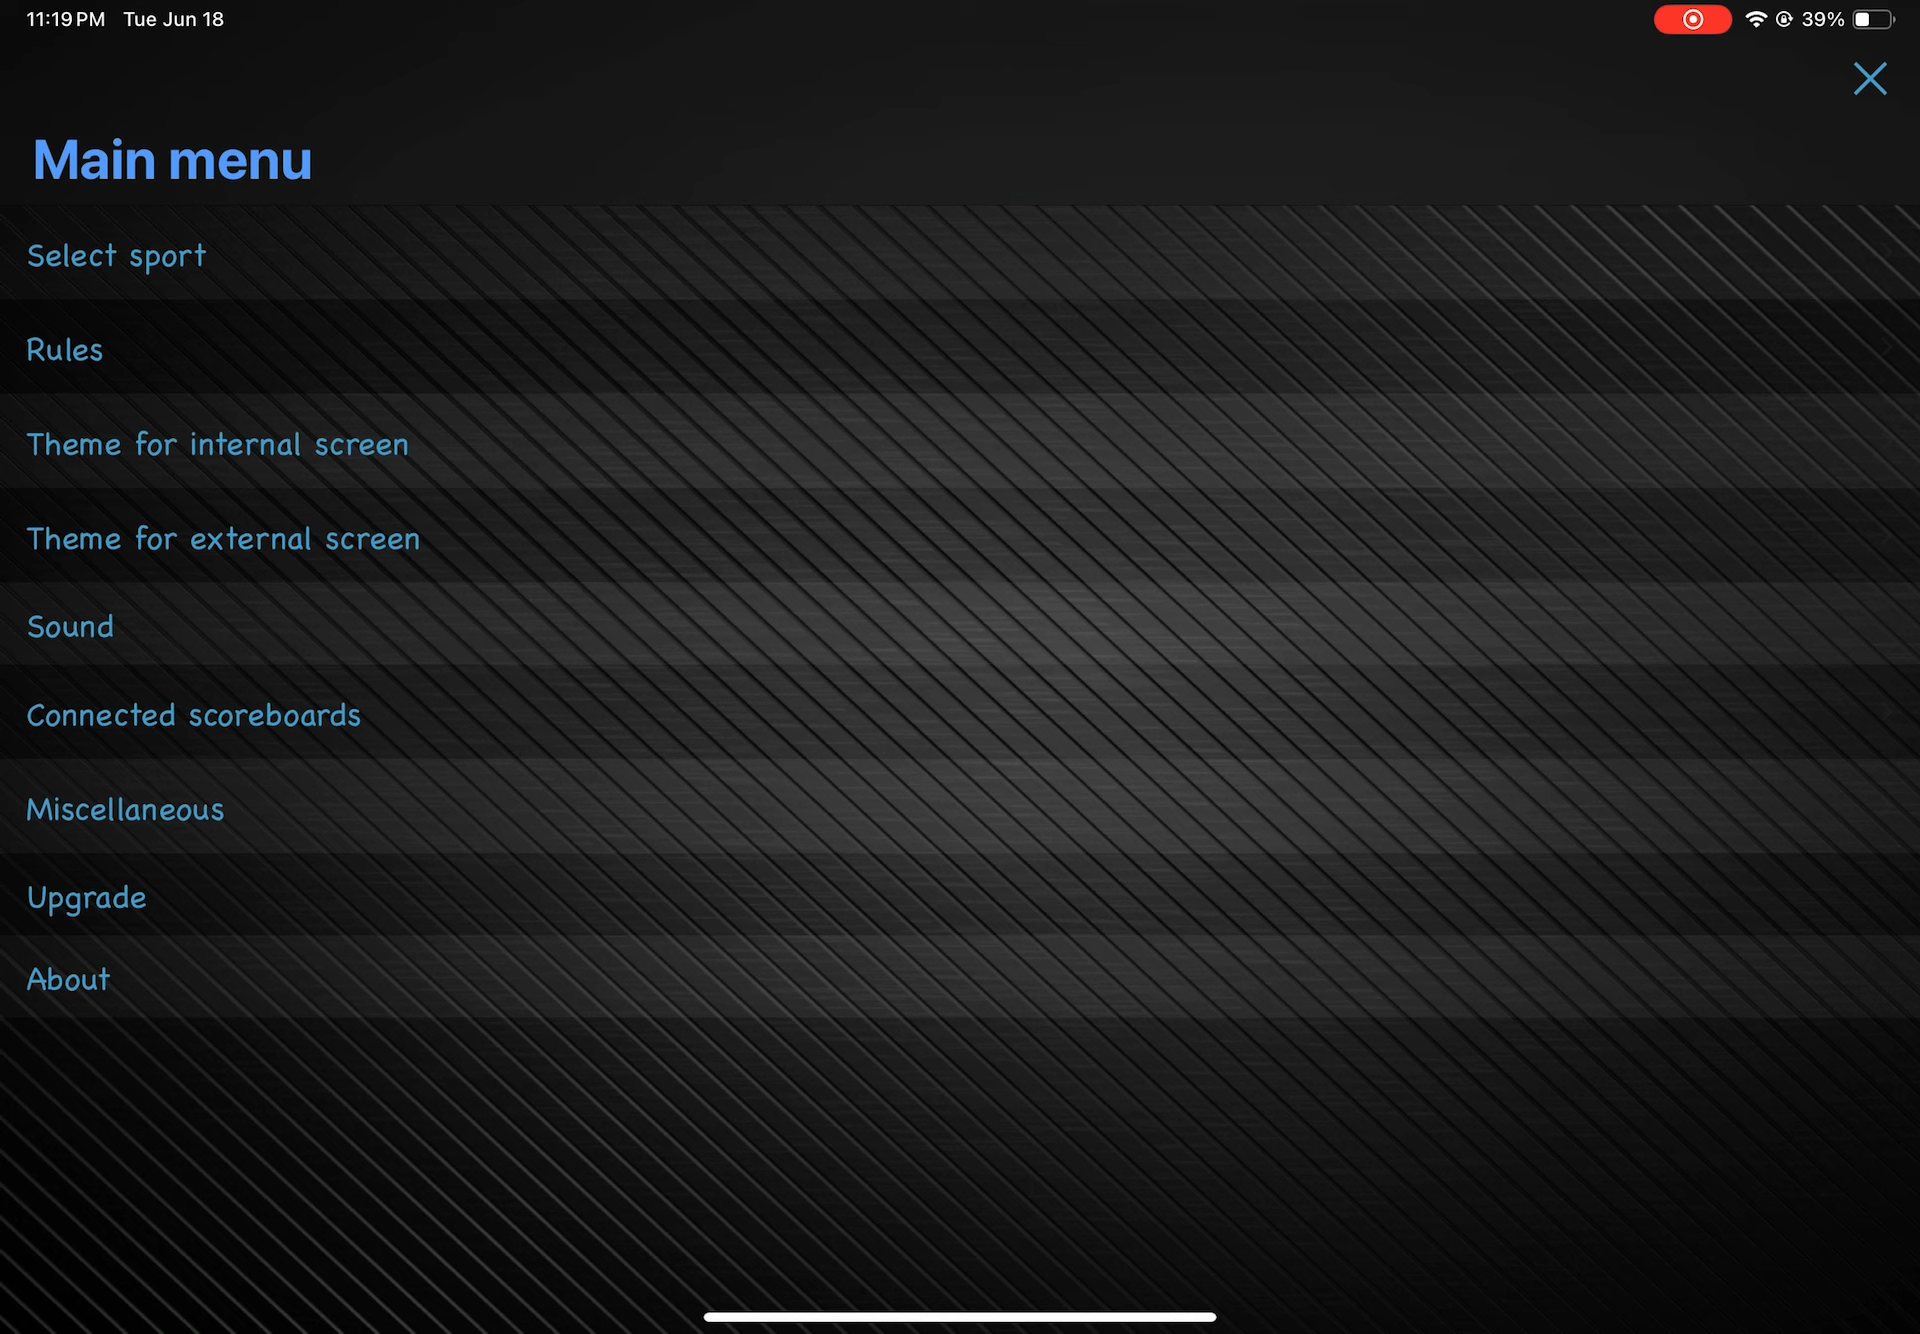 11:19 PM Tue Jun 18
39%
Main menu
Select sport
Rules
Theme for internal screen
Theme for external screen
Sound
Connected scoreboards
Miscellaneous
Upgrade
About